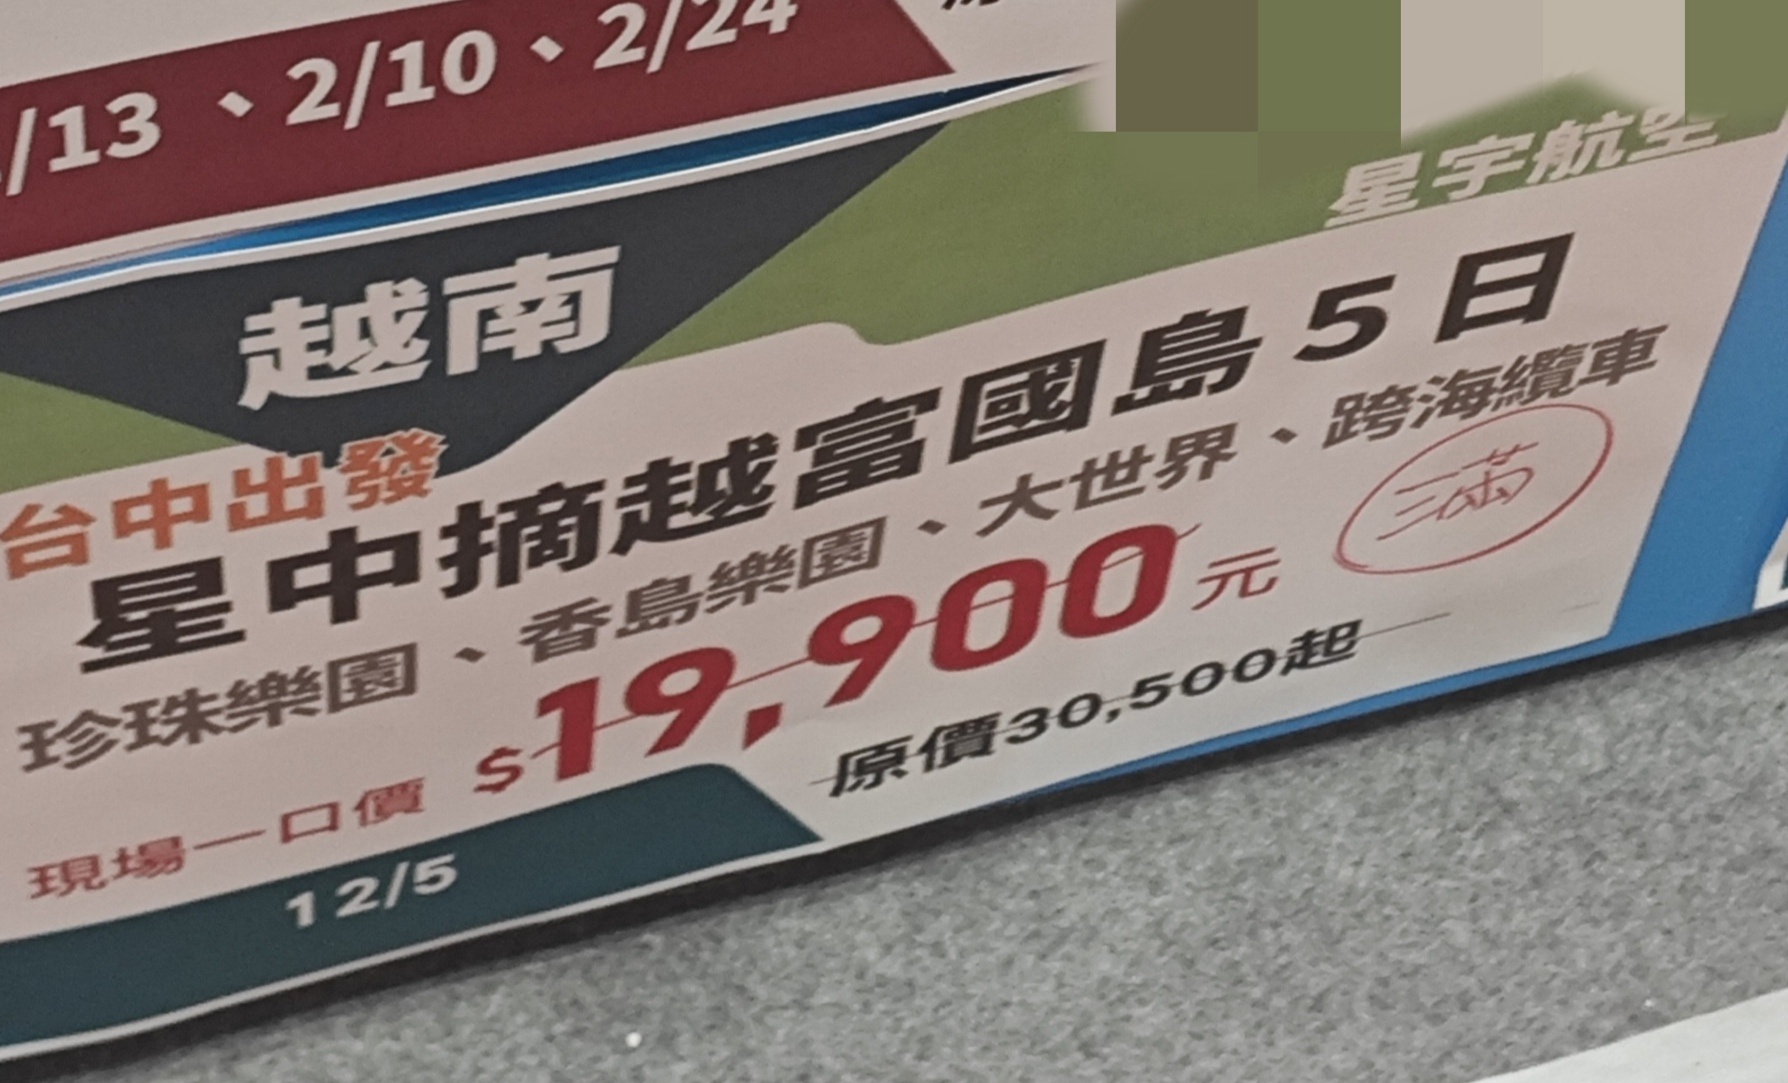 /13、2/10、2/24
星宇航空
越南
台中出發
星中摘越富國島5日
珍珠樂園、香島樂園、大世界、跨海纜車
滿
現場一口價 $19,900元
原價30,500起
12/5